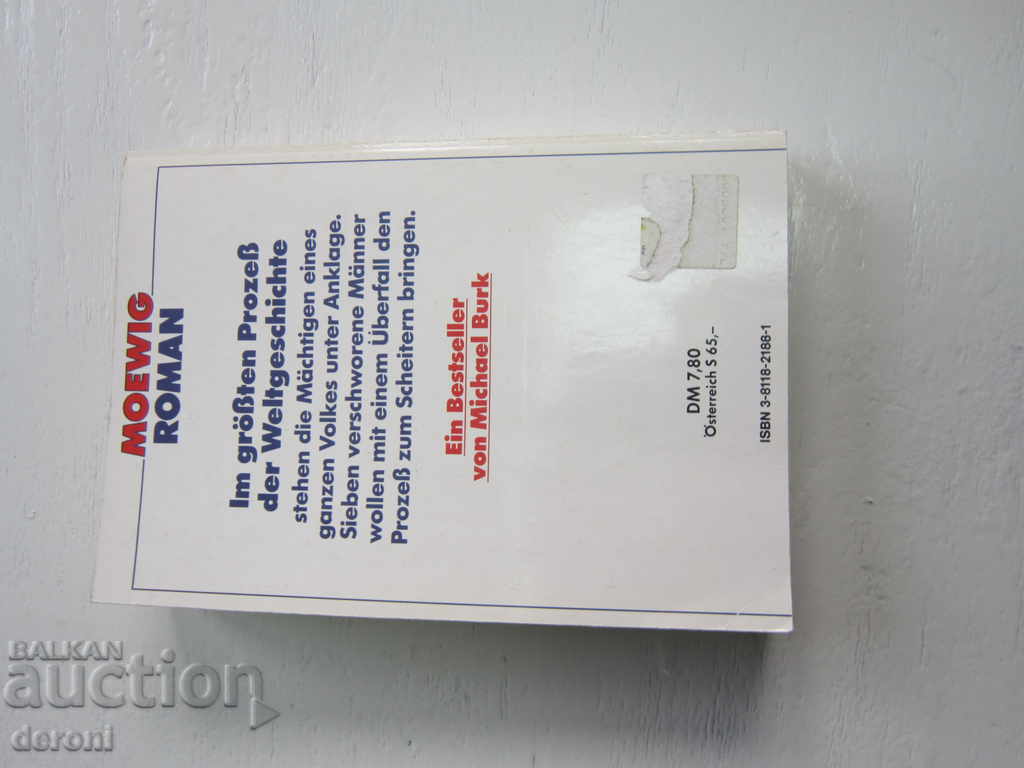 MOEWIG
ROMAN
Im größten Prozeß
der Weltgeschichte
stehen die Mächtigen eines
ganzen Volkes unter Anklage.
Sieben verschworene Männer
wollen mit einem Überfall den
Prozeß zum Scheitern bringen.
Ein Bestseller
von Michael Burk
DM 7,80
Österreich S 65,-
ISBN 3-8118-2188-1
BALKAN
auction
deroni